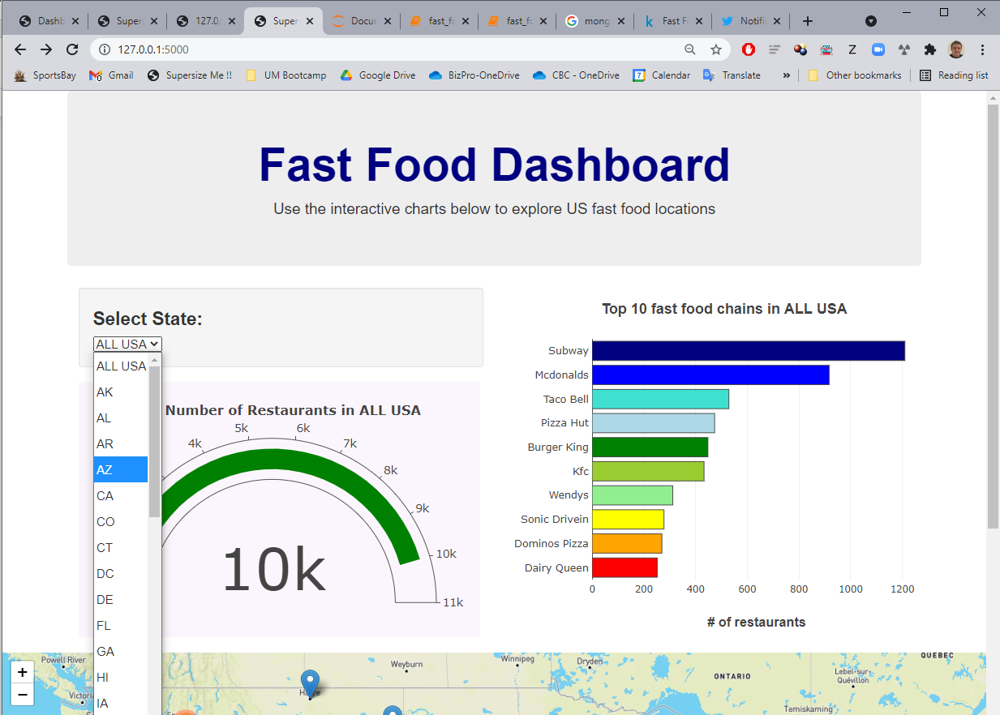 Dashb
Supers
127.0.
Supers
Docum
fast_fo
fast_fo
mong
Fast Fo
Notific
127.0.0.1:5000
SportsBay
Gmail
Supersize Me !!
UM Bootcamp
Google Drive
BizPro-OneDrive
CBC - OneDrive
7
Calendar
Translate
»
Other bookmarks
Reading list
Fast Food Dashboard
Use the interactive charts below to explore US fast food locations
Select State:
ALL USA
ALL USA
AK
AL
AR
AZ
CA
CO
CT
DC
DE
FL
GA
HI
IA
Number of Restaurants in ALL USA
4k
5k
6k
7k
8k
9k
10k
11k
10k
Top 10 fast food chains in ALL USA
Subway
Mcdonalds
Taco Bell
Pizza Hut
Burger King
Kfc
Wendys
Sonic Drivein
Dominos Pizza
Dairy Queen
0 200 400 600 800 1000 1200
# of restaurants
+
−
Powell River
Victoria
Weyburn
Winnipeg
Dryden
ONTARIO
QUEBEC
Lebel-sur-
Quévillon
Temiskaming